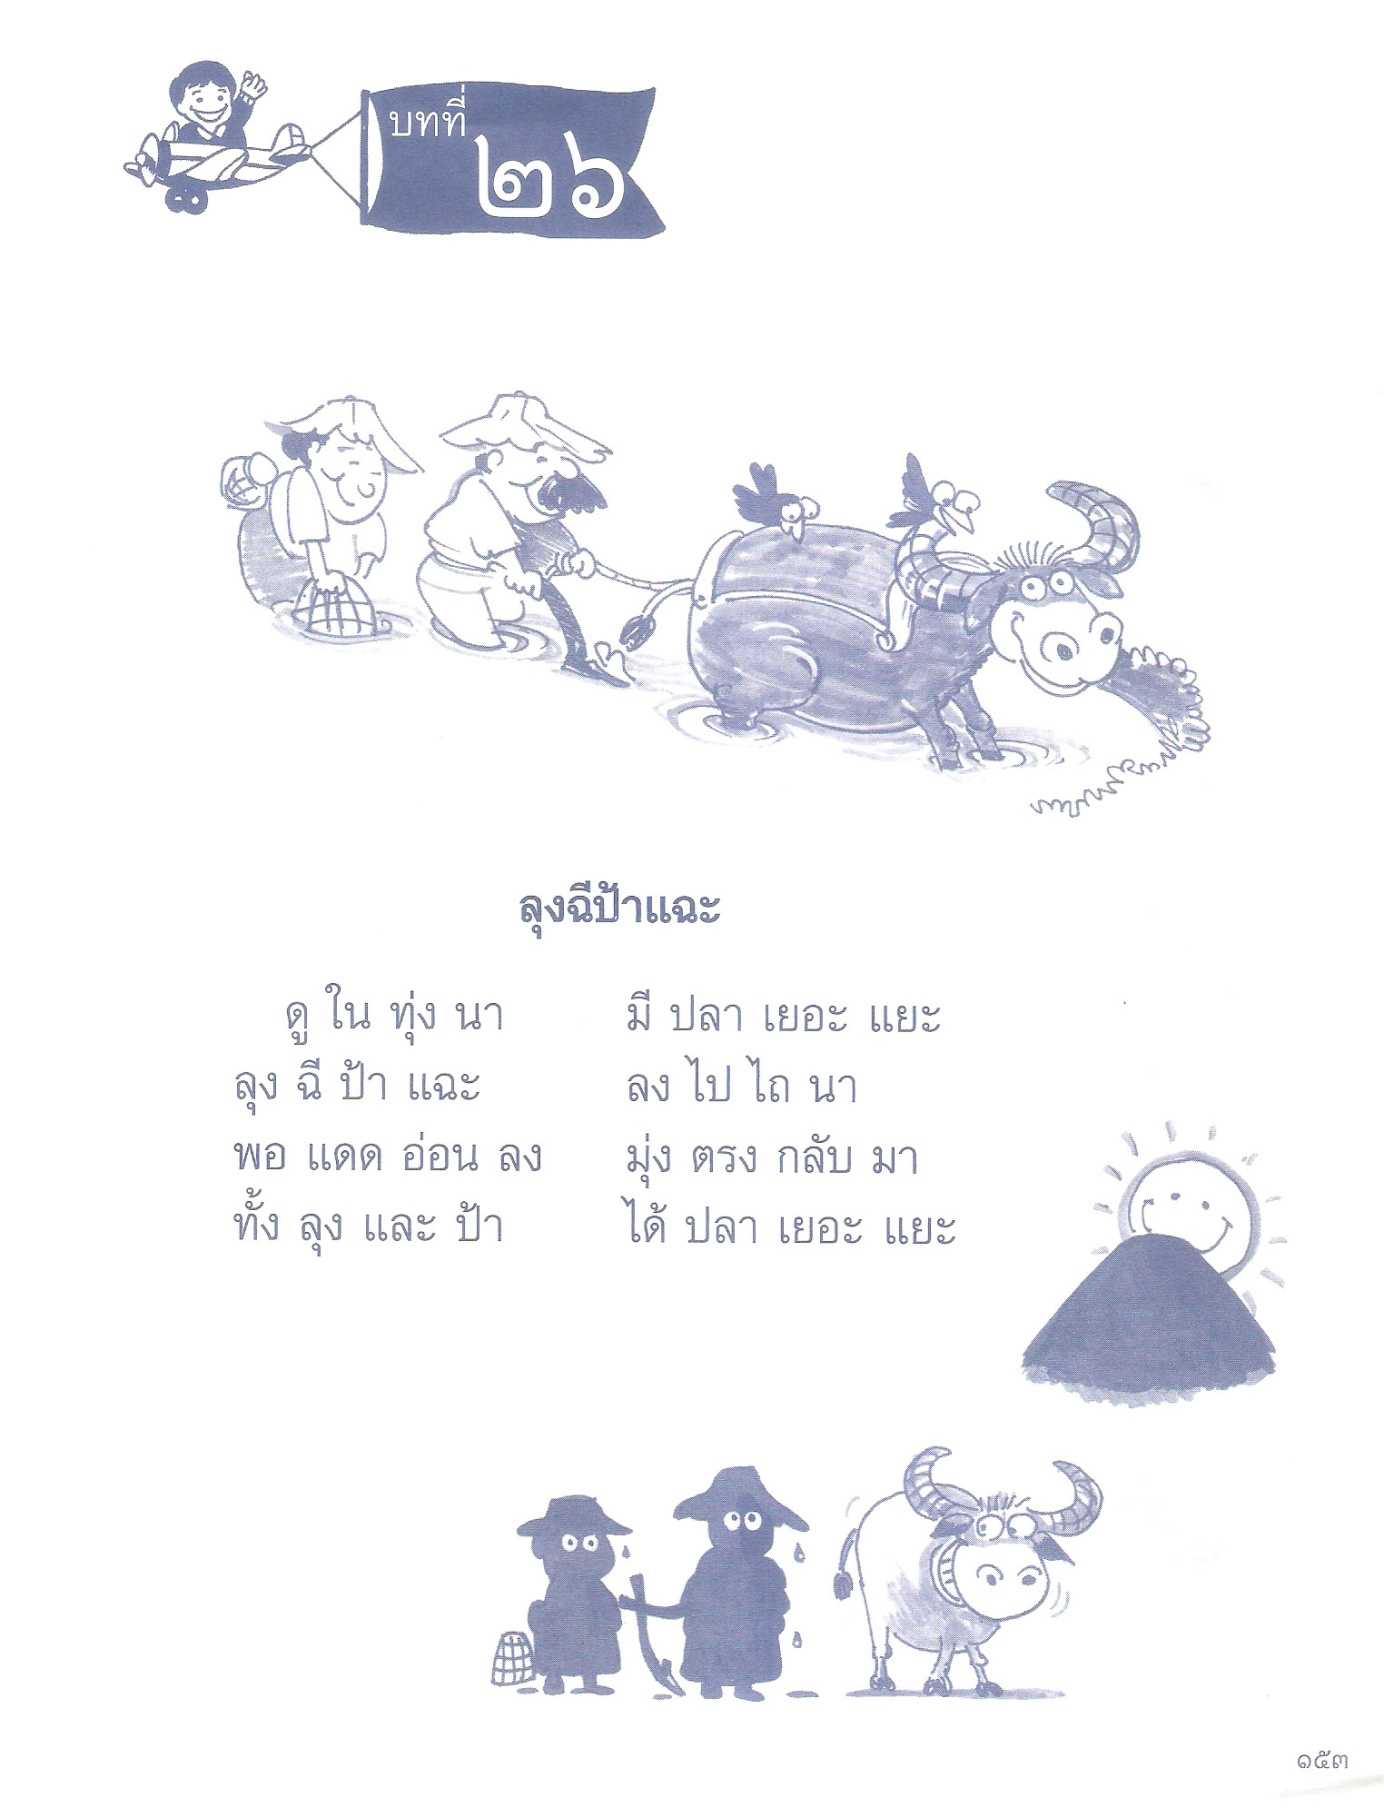 บทที่
๒๖
ลุงฉีป้าแฉะ
ดู ใน ทุ่ง นา มี ปลา เยอะ แยะ
ลุง ฉี ป้า แฉะ ลง ไป ไถ นา
พอ แดด อ่อน ลง มุ่ง ตรง กลับ มา
ทั้ง ลุง และ ป้า ได้ ปลา เยอะ แยะ
๑๕๓